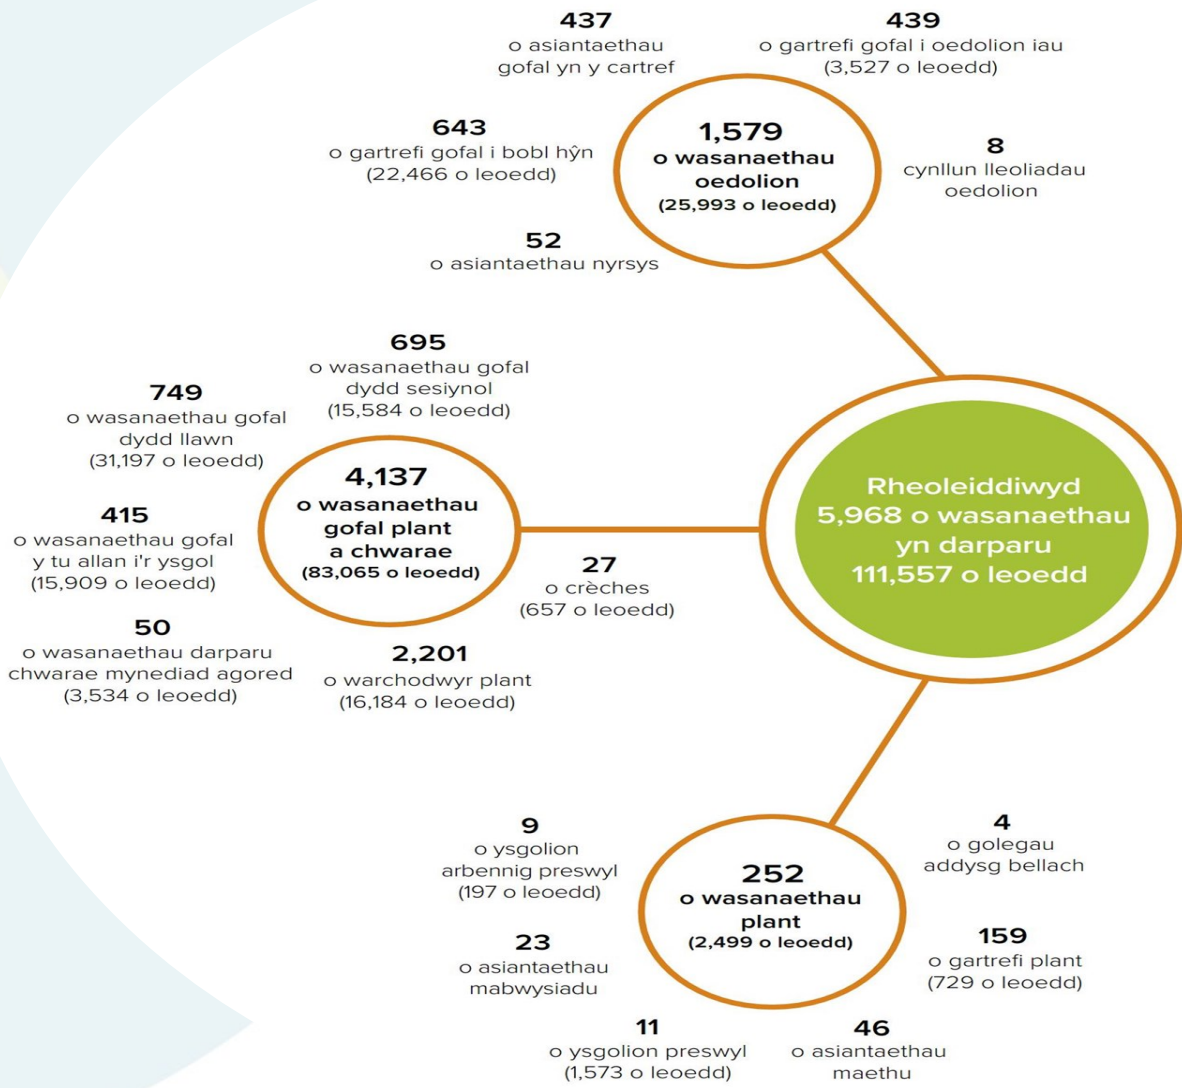 437
o asiantaethau
gofal yn y cartref
439
o gartrefi gofal i oedolion iau
(3,527 o leoedd)
643
o gartrefi gofal i bobl hŷn
(22,466 o leoedd)
1,579
o wasanaethau
oedolion
(25,993 o leoedd)
8
cynllun lleoliadau
oedolion
52
o asiantaethau nyrsys
695
o wasanaethau gofal
dydd sesiynol
(15,584 o leoedd)
749
o wasanaethau gofal
dydd llawn
(31,197 o leoedd)
4,137
o wasanaethau
gofal plant
a chwarae
(83,065 o leoedd)
415
o wasanaethau gofal
y tu allan i'r ysgol
(15,909 o leoedd)
27
o crèches
(657 o leoedd)
50
o wasanaethau darparu
chwarae mynediad agored
(3,534 o leoedd)
2,201
o warchodwyr plant
(16,184 o leoedd)
Rheoleiddiwyd
5,968 o wasanaethau
yn darparu
111,557 o leoedd
9
o ysgolion
arbennig preswyl
(197 o leoedd)
252
o wasanaethau
plant
(2,499 o leoedd)
4
o golegau
addysg bellach
23
o asiantaethau
mabwysiadu
159
o gartrefi plant
(729 o leoedd)
11
o ysgolion preswyl
(1,573 o leoedd)
46
o asiantaethau
maethu